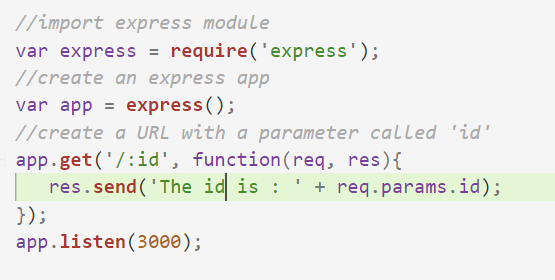 //import express module
var express = require('express');
//create an express app
var app = express();
//create a URL with a parameter called 'id'
app.get('/:id', function(req, res){
   res.send('The id is : ' + req.params.id);
});
app.listen(3000);